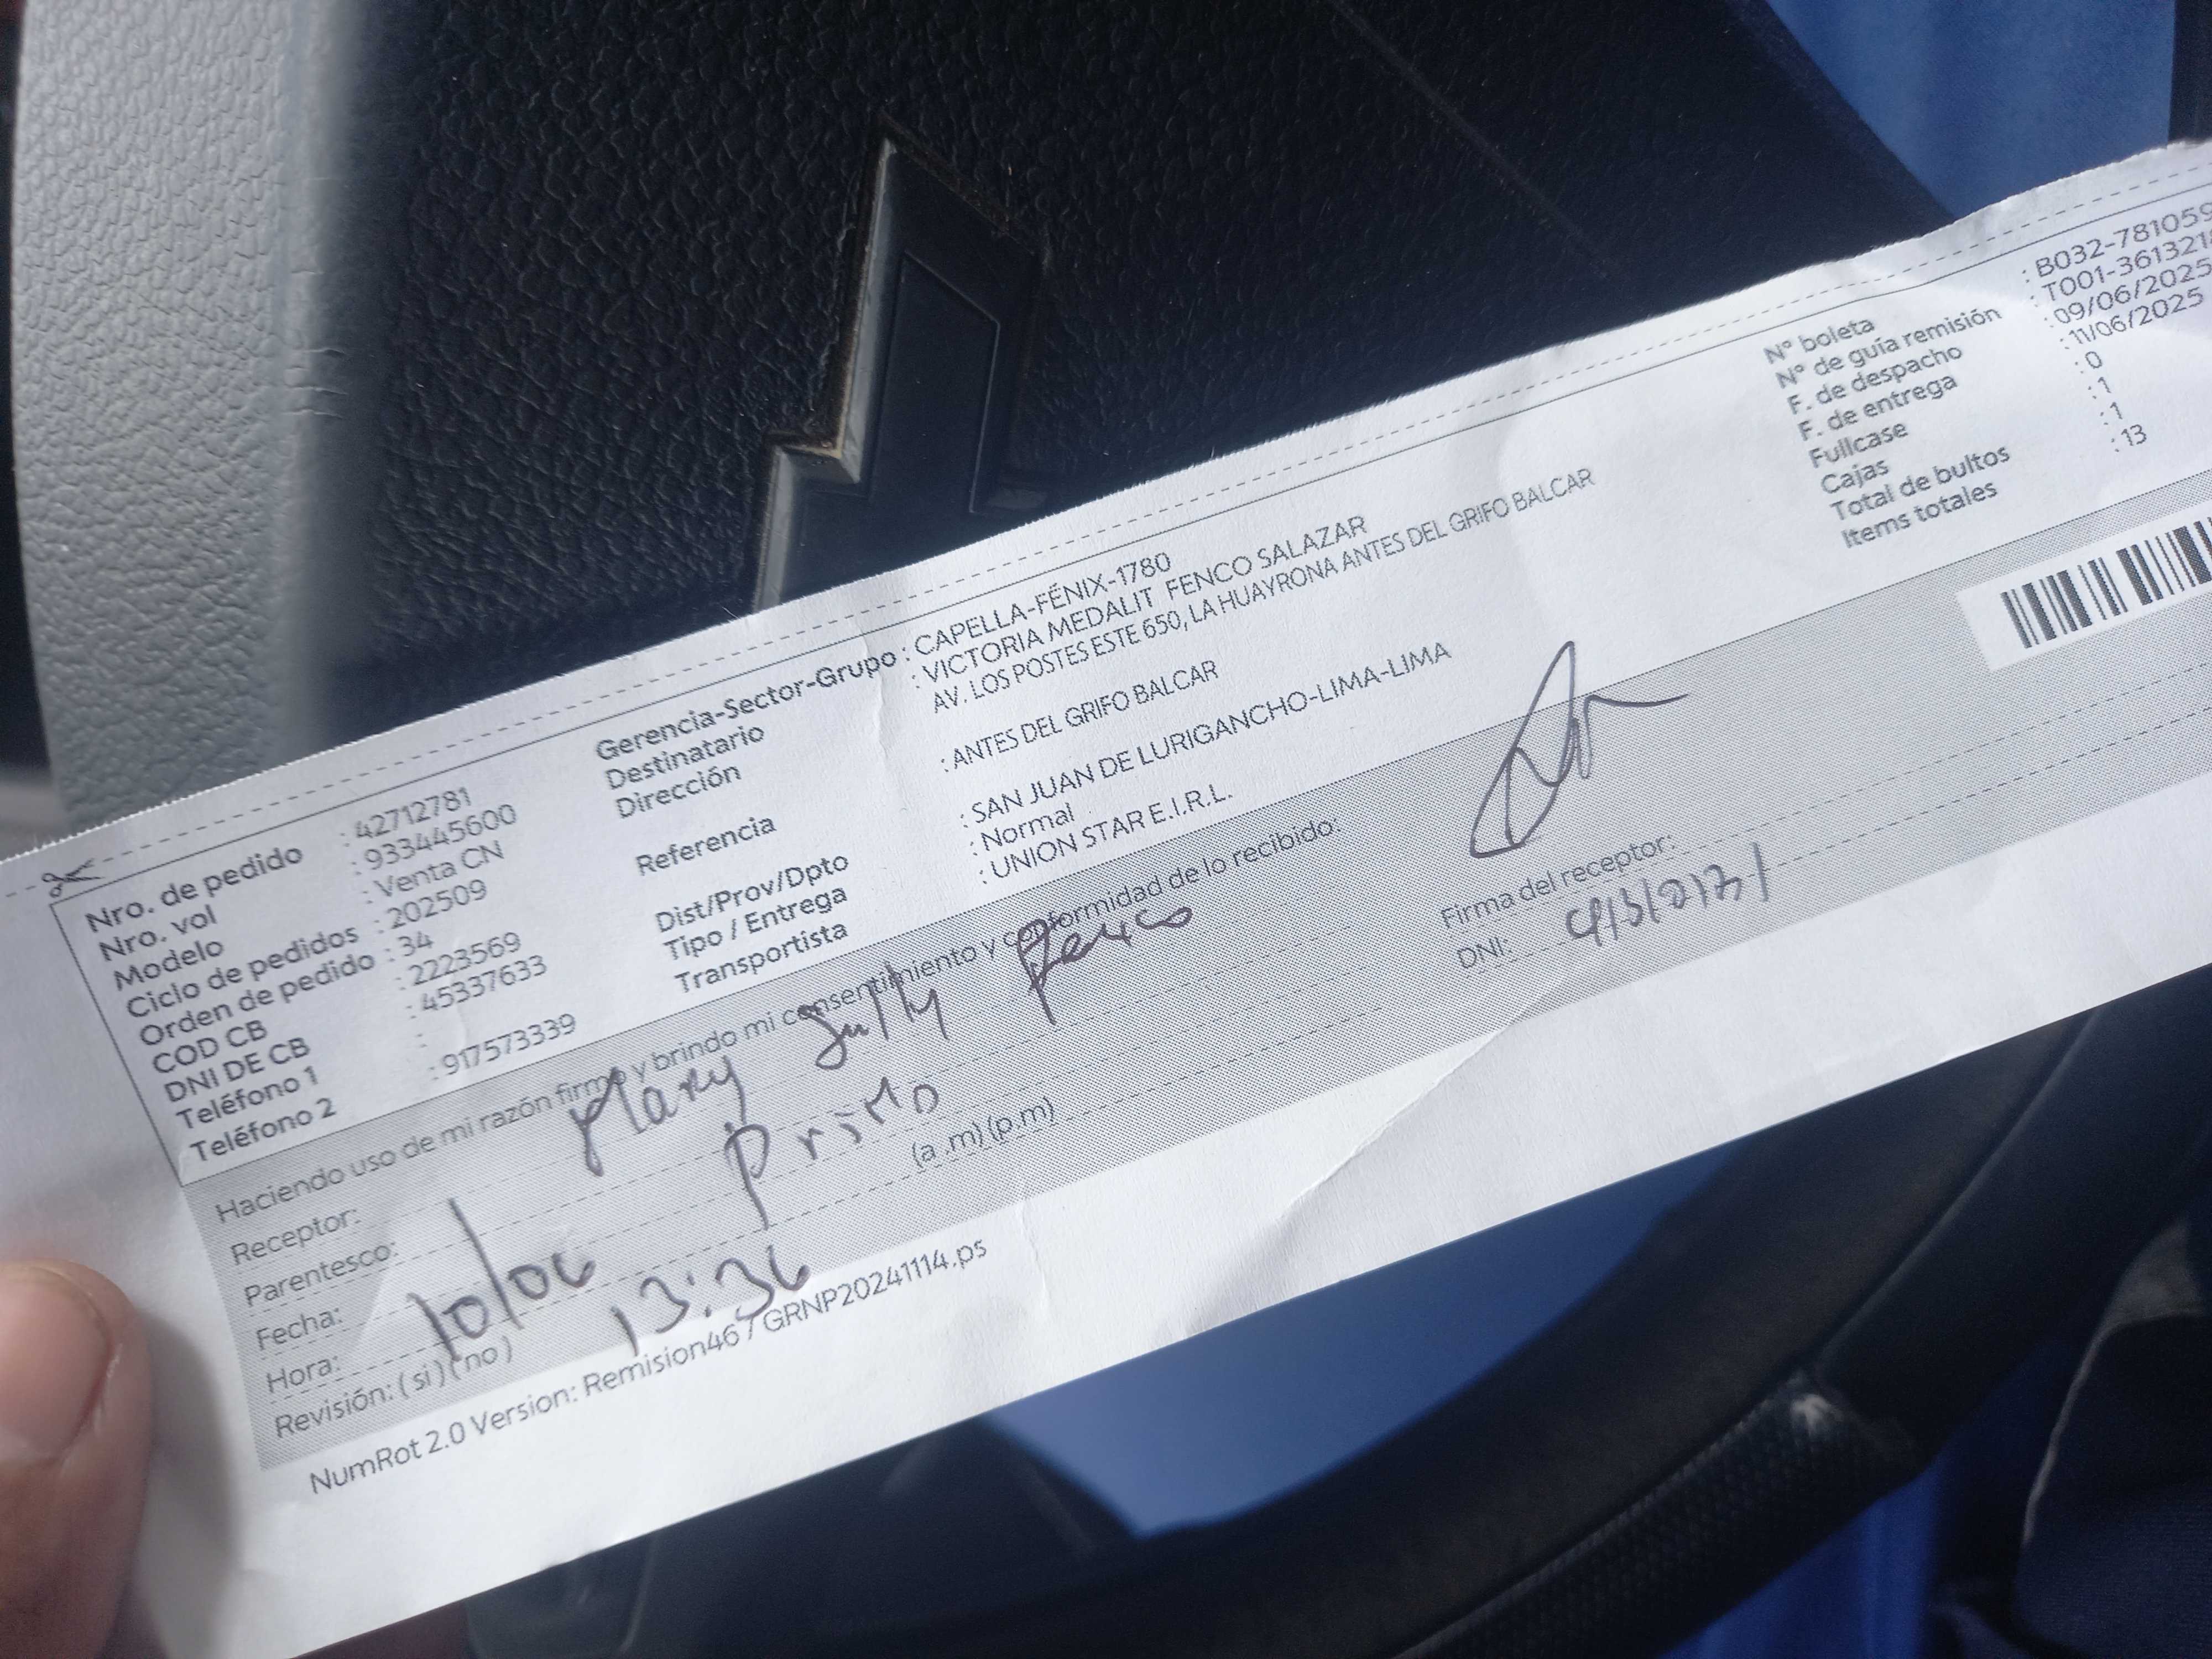 Nro. de pedido : 42712781
Nro. vol : 933445600
Modelo : Venta CN
Ciclo de pedidos : 202509
Orden de pedido : 34
COD CB : 2223569
DNI DE CB : 45337633
Teléfono 1 :
Teléfono 2 : 917573339
Gerencia-Sector-Grupo : CAPELLA-FÉNIX-1780
Destinatario : VICTORIA MEDALIT FENCO SALAZAR
Dirección AV. LOS POSTES ESTE 650, LA HUAYRONA ANTES DEL GRIFO BALCAR
Referencia : ANTES DEL GRIFO BALCAR
Dist/Prov/Dpto : SAN JUAN DE LURIGANCHO-LIMA-LIMA
Tipo / Entrega : Normal
Transportista : UNION STAR E.I.R.L.
N° boleta : B032-781059
N° de guía remisión : T001-361321
F. de despacho : 09/06/2025
F. de entrega : 11/06/2025
Fullcase : 0
Cajas : 1
Total de bultos : 1
Items totales : 13
Haciendo uso de mi razón firmo y brindo mi consentimiento y conformidad de lo recibido:
Receptor: Mary Fenco
Parentesco: Primo
Fecha: 10/06
Hora: 13:36 (a .m) (p.m)
Revisión: ( si ) ( no )
Firma del receptor:
DNI:
NumRot 2.0 Version: Remision46 / GRNP20241114.ps